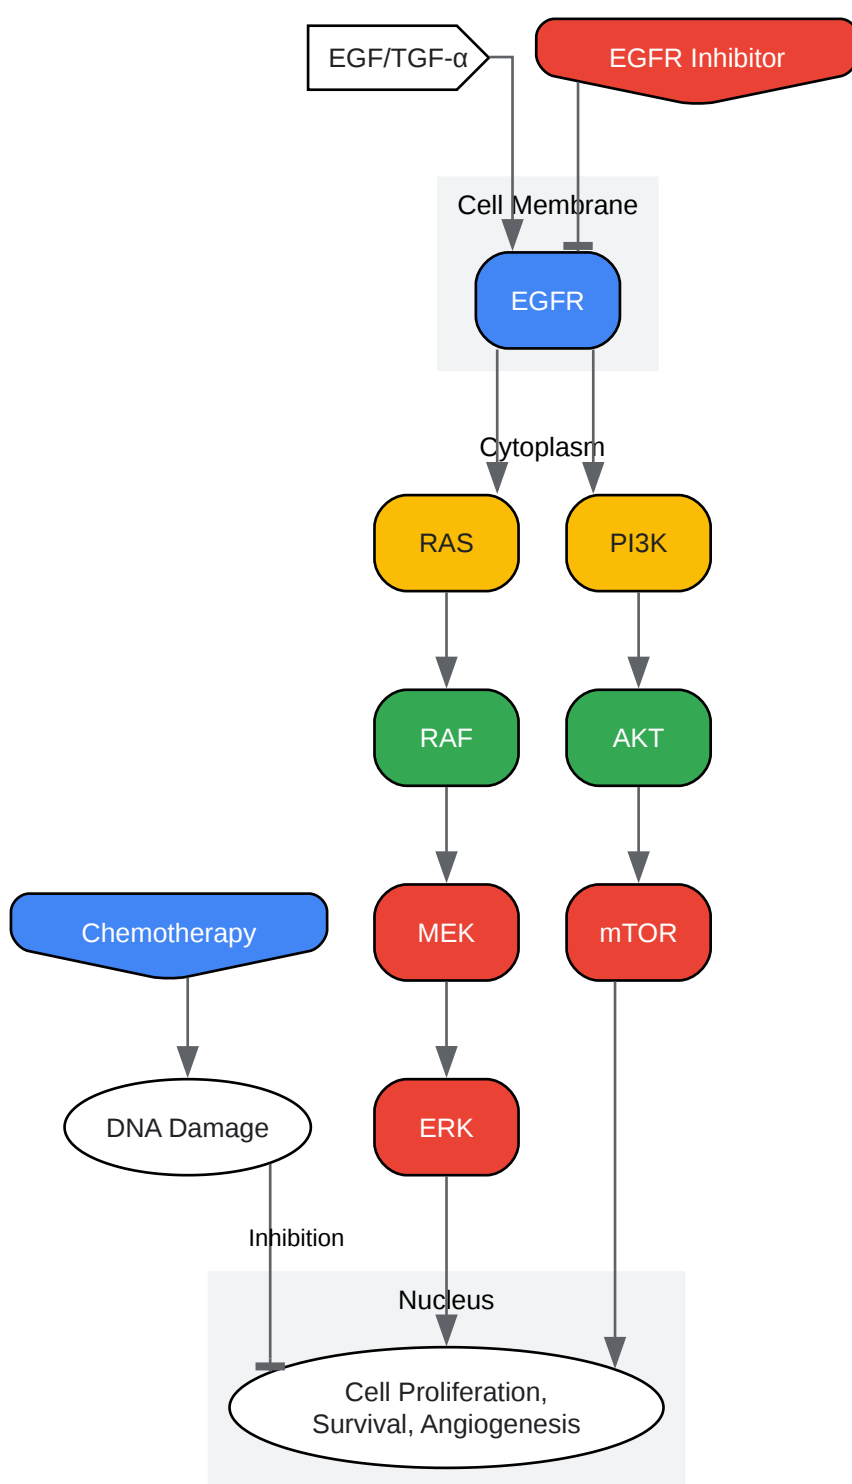 EGF/TGF-α
EGFR Inhibitor
Cell Membrane
EGFR
Cytoplasm
RAS
PI3K
RAF
AKT
Chemotherapy
MEK
mTOR
DNA Damage
ERK
Inhibition
Nucleus
Cell Proliferation,
Survival, Angiogenesis